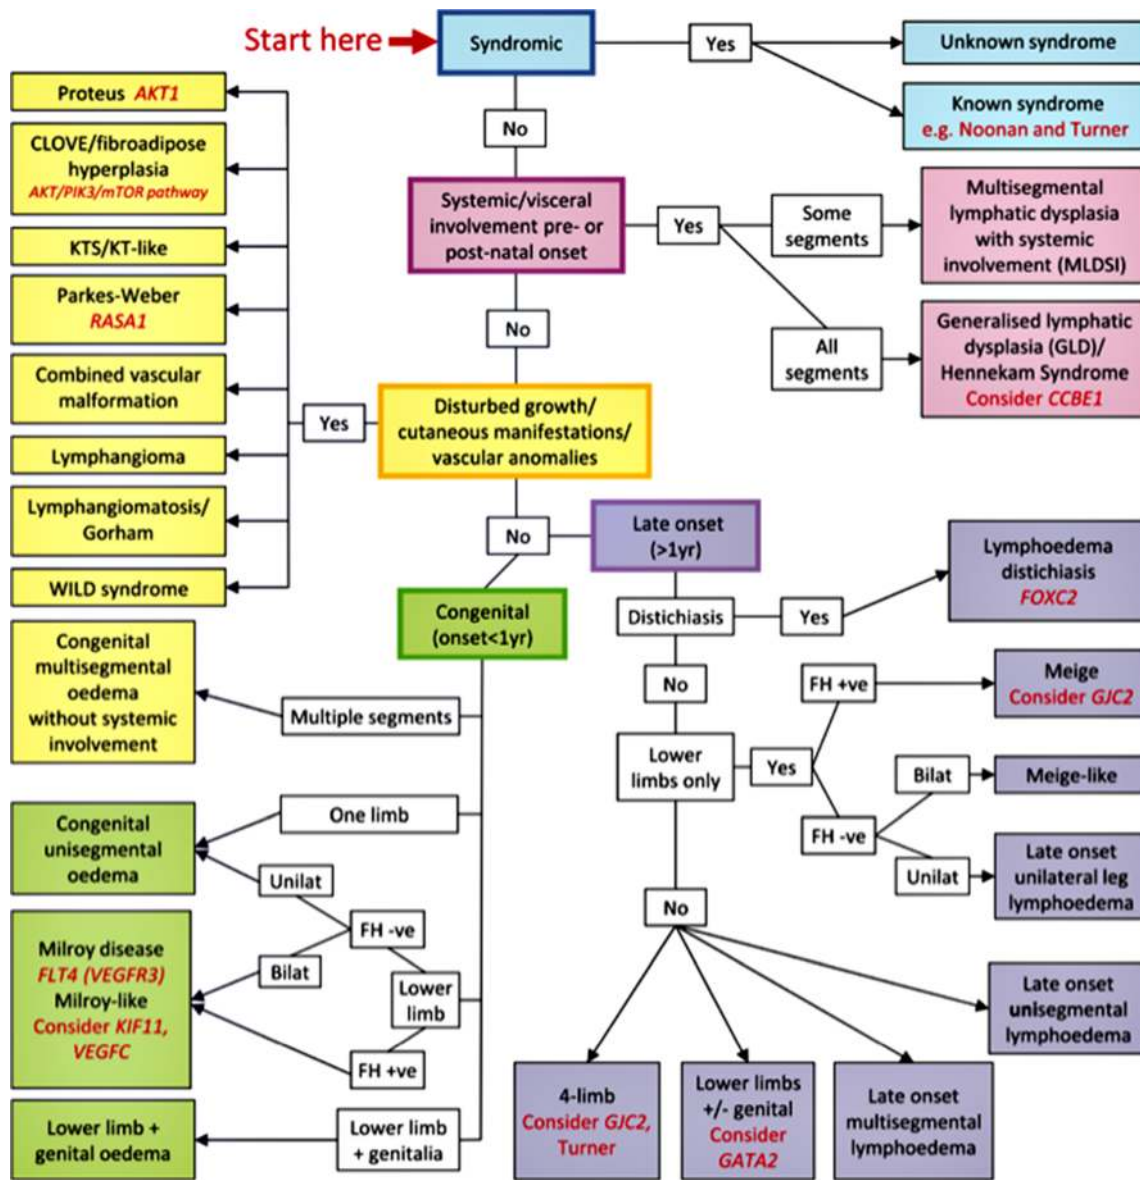 Start here
Syndromic
Yes
Unknown syndrome
Known syndrome
e.g. Noonan and Turner
No
Systemic/visceral
involvement pre- or
post-natal onset
Yes
Some
segments
Multisegmental
lymphatic dysplasia
with systemic
involvement (MLDSI)
All
segments
Generalised lymphatic
dysplasia (GLD)/
Hennekam Syndrome
Consider CCBE1
No
Disturbed growth/
cutaneous manifestations/
vascular anomalies
Yes
Proteus AKT1
CLOVE/fibroadipose
hyperplasia
AKT/PIK3/mTOR pathway
KTS/KT-like
Parkes-Weber
RASA1
Combined vascular
malformation
Lymphangioma
Lymphangiomatosis/
Gorham
WILD syndrome
No
Late onset
(>1yr)
Distichiasis
Yes
Lymphoedema
distichiasis
FOXC2
No
Lower
limbs only
Yes
FH +ve
Meige
Consider GJC2
FH -ve
Bilat
Meige-like
Unilat
Late onset
unilateral leg
lymphoedema
No
Late onset
unisegmental
lymphoedema
4-limb
Consider GJC2,
Turner
Lower limbs
+/- genital
Consider
GATA2
Late onset
multisegmental
lymphoedema
Congenital
(onset<1yr)
Multiple segments
Congenital
multisegmental
oedema
without systemic
involvement
One limb
Congenital
unisegmental
oedema
Unilat
FH -ve
Bilat
Lower
limb
FH +ve
Milroy disease
FLT4 (VEGFR3)
Milroy-like
Consider KIF11,
VEGFC
Lower limb
+ genitalia
Lower limb +
genital oedema